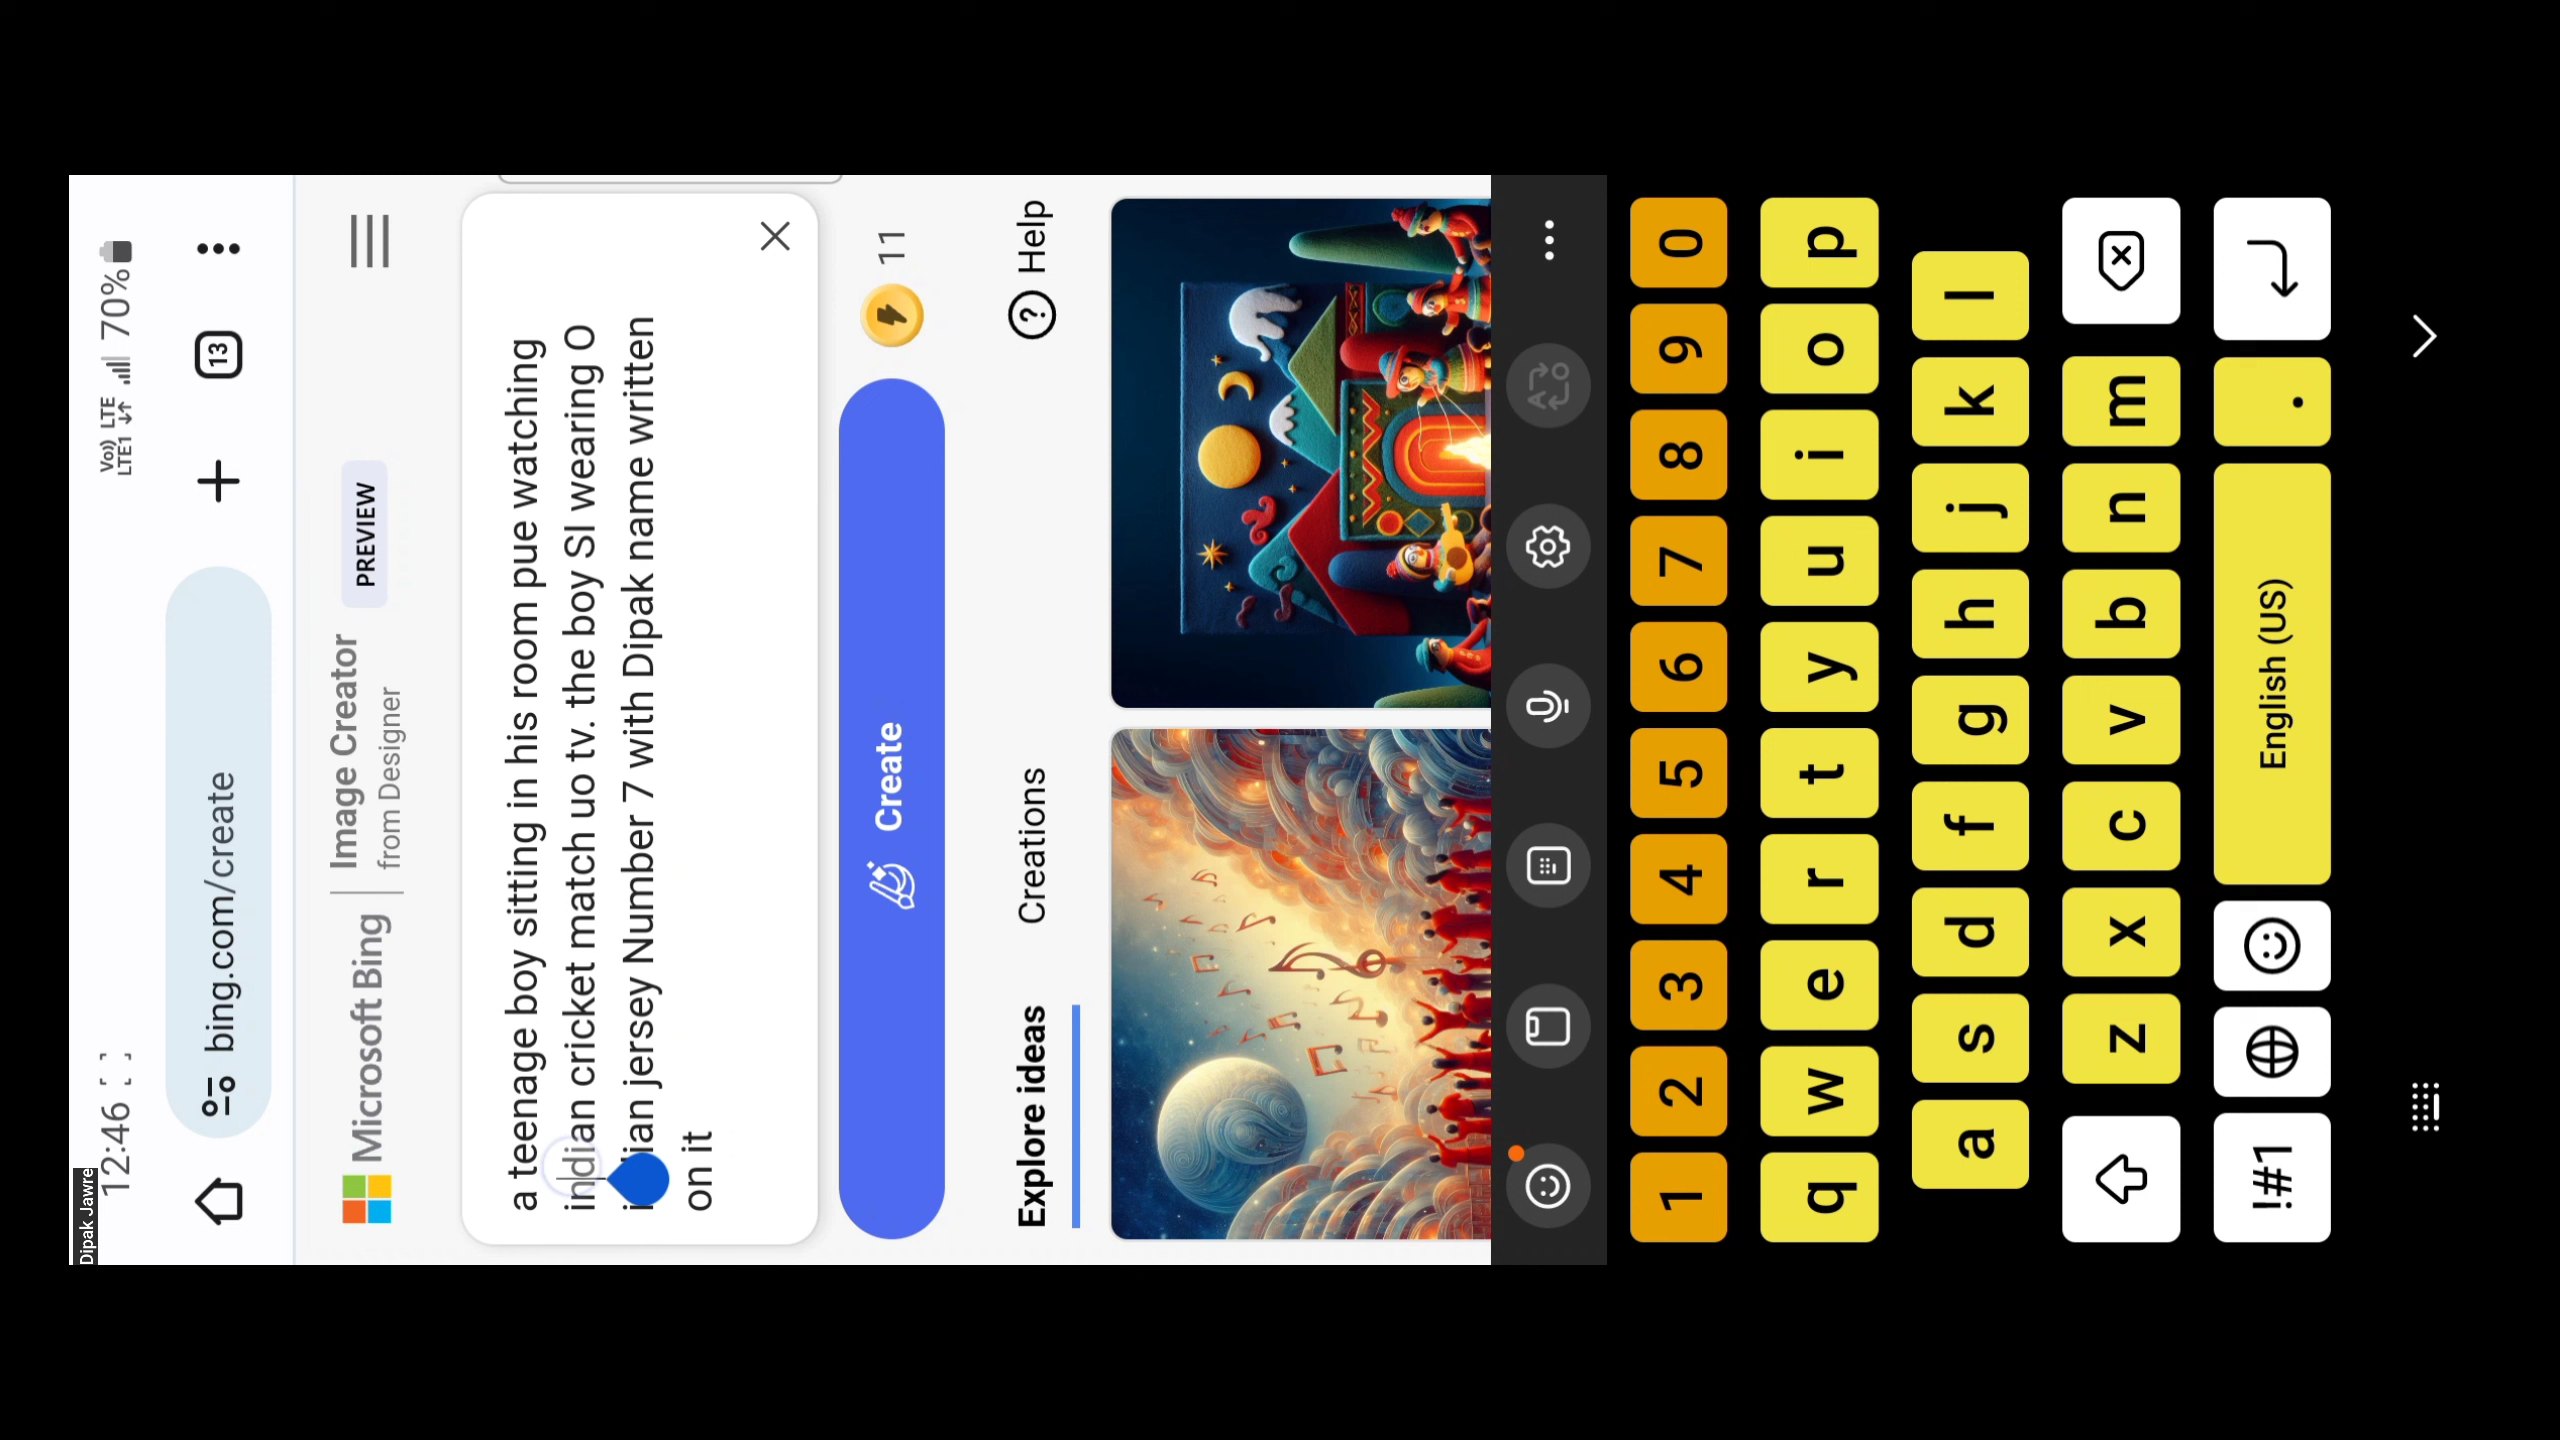 Dipak Jawre
12:46
Vo)) LTE
LTE1
70%
bing.com/create
13
Microsoft Bing
Image Creator
from Designer
PREVIEW
a teenage boy sitting in his room pue watching
indian cricket match uo tv. the boy SI wearing O
jersey Number 7 with Dipak name written
on it
Create
11
Explore ideas
Creations
Help
1 2 3 4 5 6 7 8 9 0
q w e r t y u i o p
a s d f g h j k l
z x c v b n m
!#1
English (US)
.